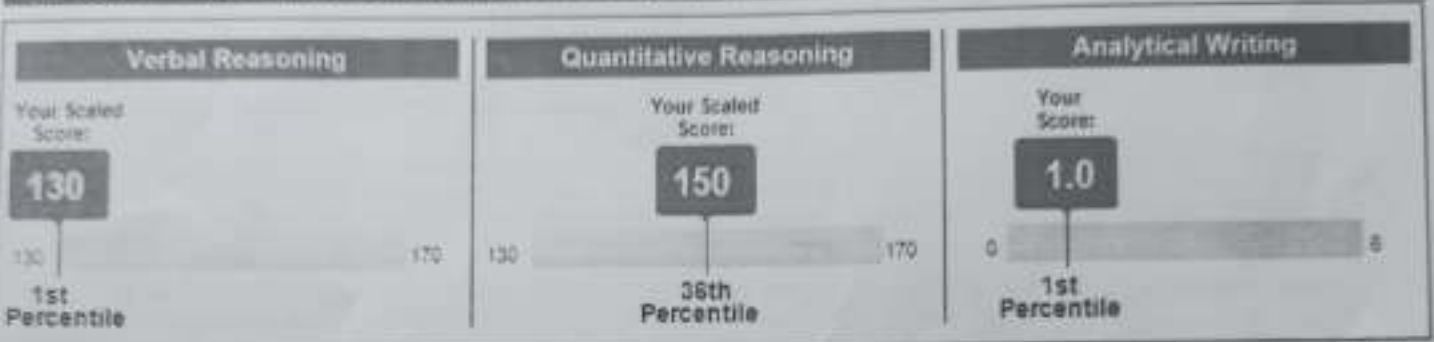 Verbal Reasoning
Your Scaled
Score:
130
130
170
1st
Percentile
Quantitative Reasoning
Your Scaled
Score:
150
130
170
36th
Percentile
Analytical Writing
Your
Score:
1.0
0
6
1st
Percentile